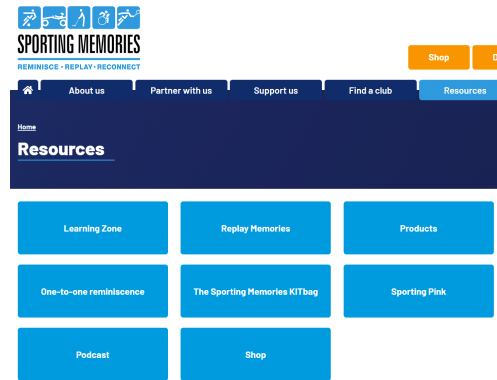 SPORTING MEMORIES
REMINISCE • REPLAY • RECONNECT
Shop
About us
Partner with us
Support us
Find a club
Resources
Home
Resources
Learning Zone
Replay Memories
Products
One-to-one reminiscence
The Sporting Memories KITbag
Sporting Pink
Podcast
Shop